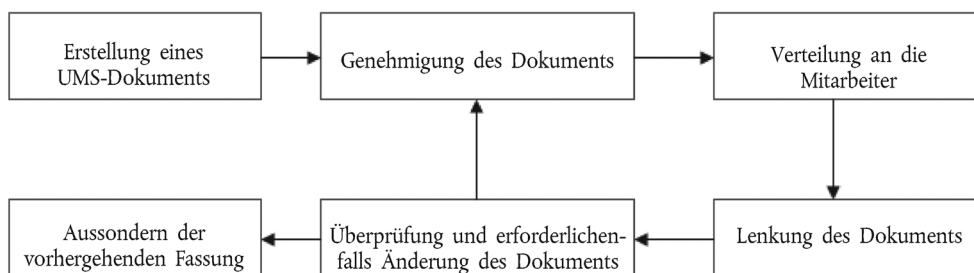 Erstellung eines
UMS-Dokuments
Genehmigung des Dokuments
Verteilung an die
Mitarbeiter
Aussondern der
vorhergehenden Fassung
Überprüfung und erforderlichen-
falls Änderung des Dokuments
Lenkung des Dokuments